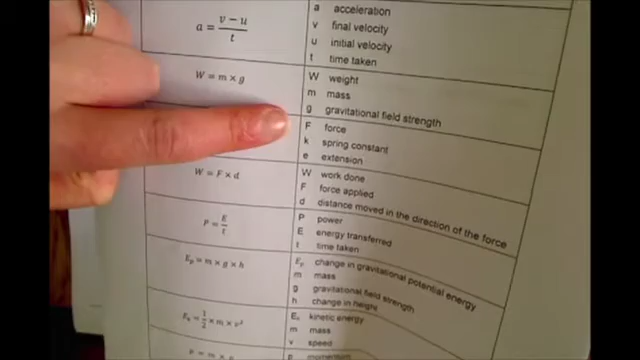 a = (v − u) / t
a acceleration
v final velocity
u initial velocity
t time taken
W = m × g
W weight
m mass
g gravitational field strength
F force
k spring constant
e extension
W = F × d
W work done
F force applied
d distance moved in the direction of the force
P = E / t
P power
E energy transferred
t time taken
Eₚ = m × g × h
Eₚ change in gravitational potential energy
m mass
g gravitational field strength
h change in height
Eₖ = 1/2 × m × v²
Eₖ kinetic energy
m mass
v speed
p momentum